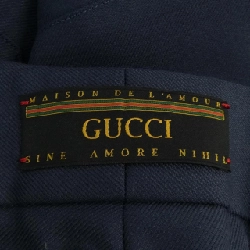 MAISON DE L'AMOUR
GUCCI
SINE AMORE NIHIL